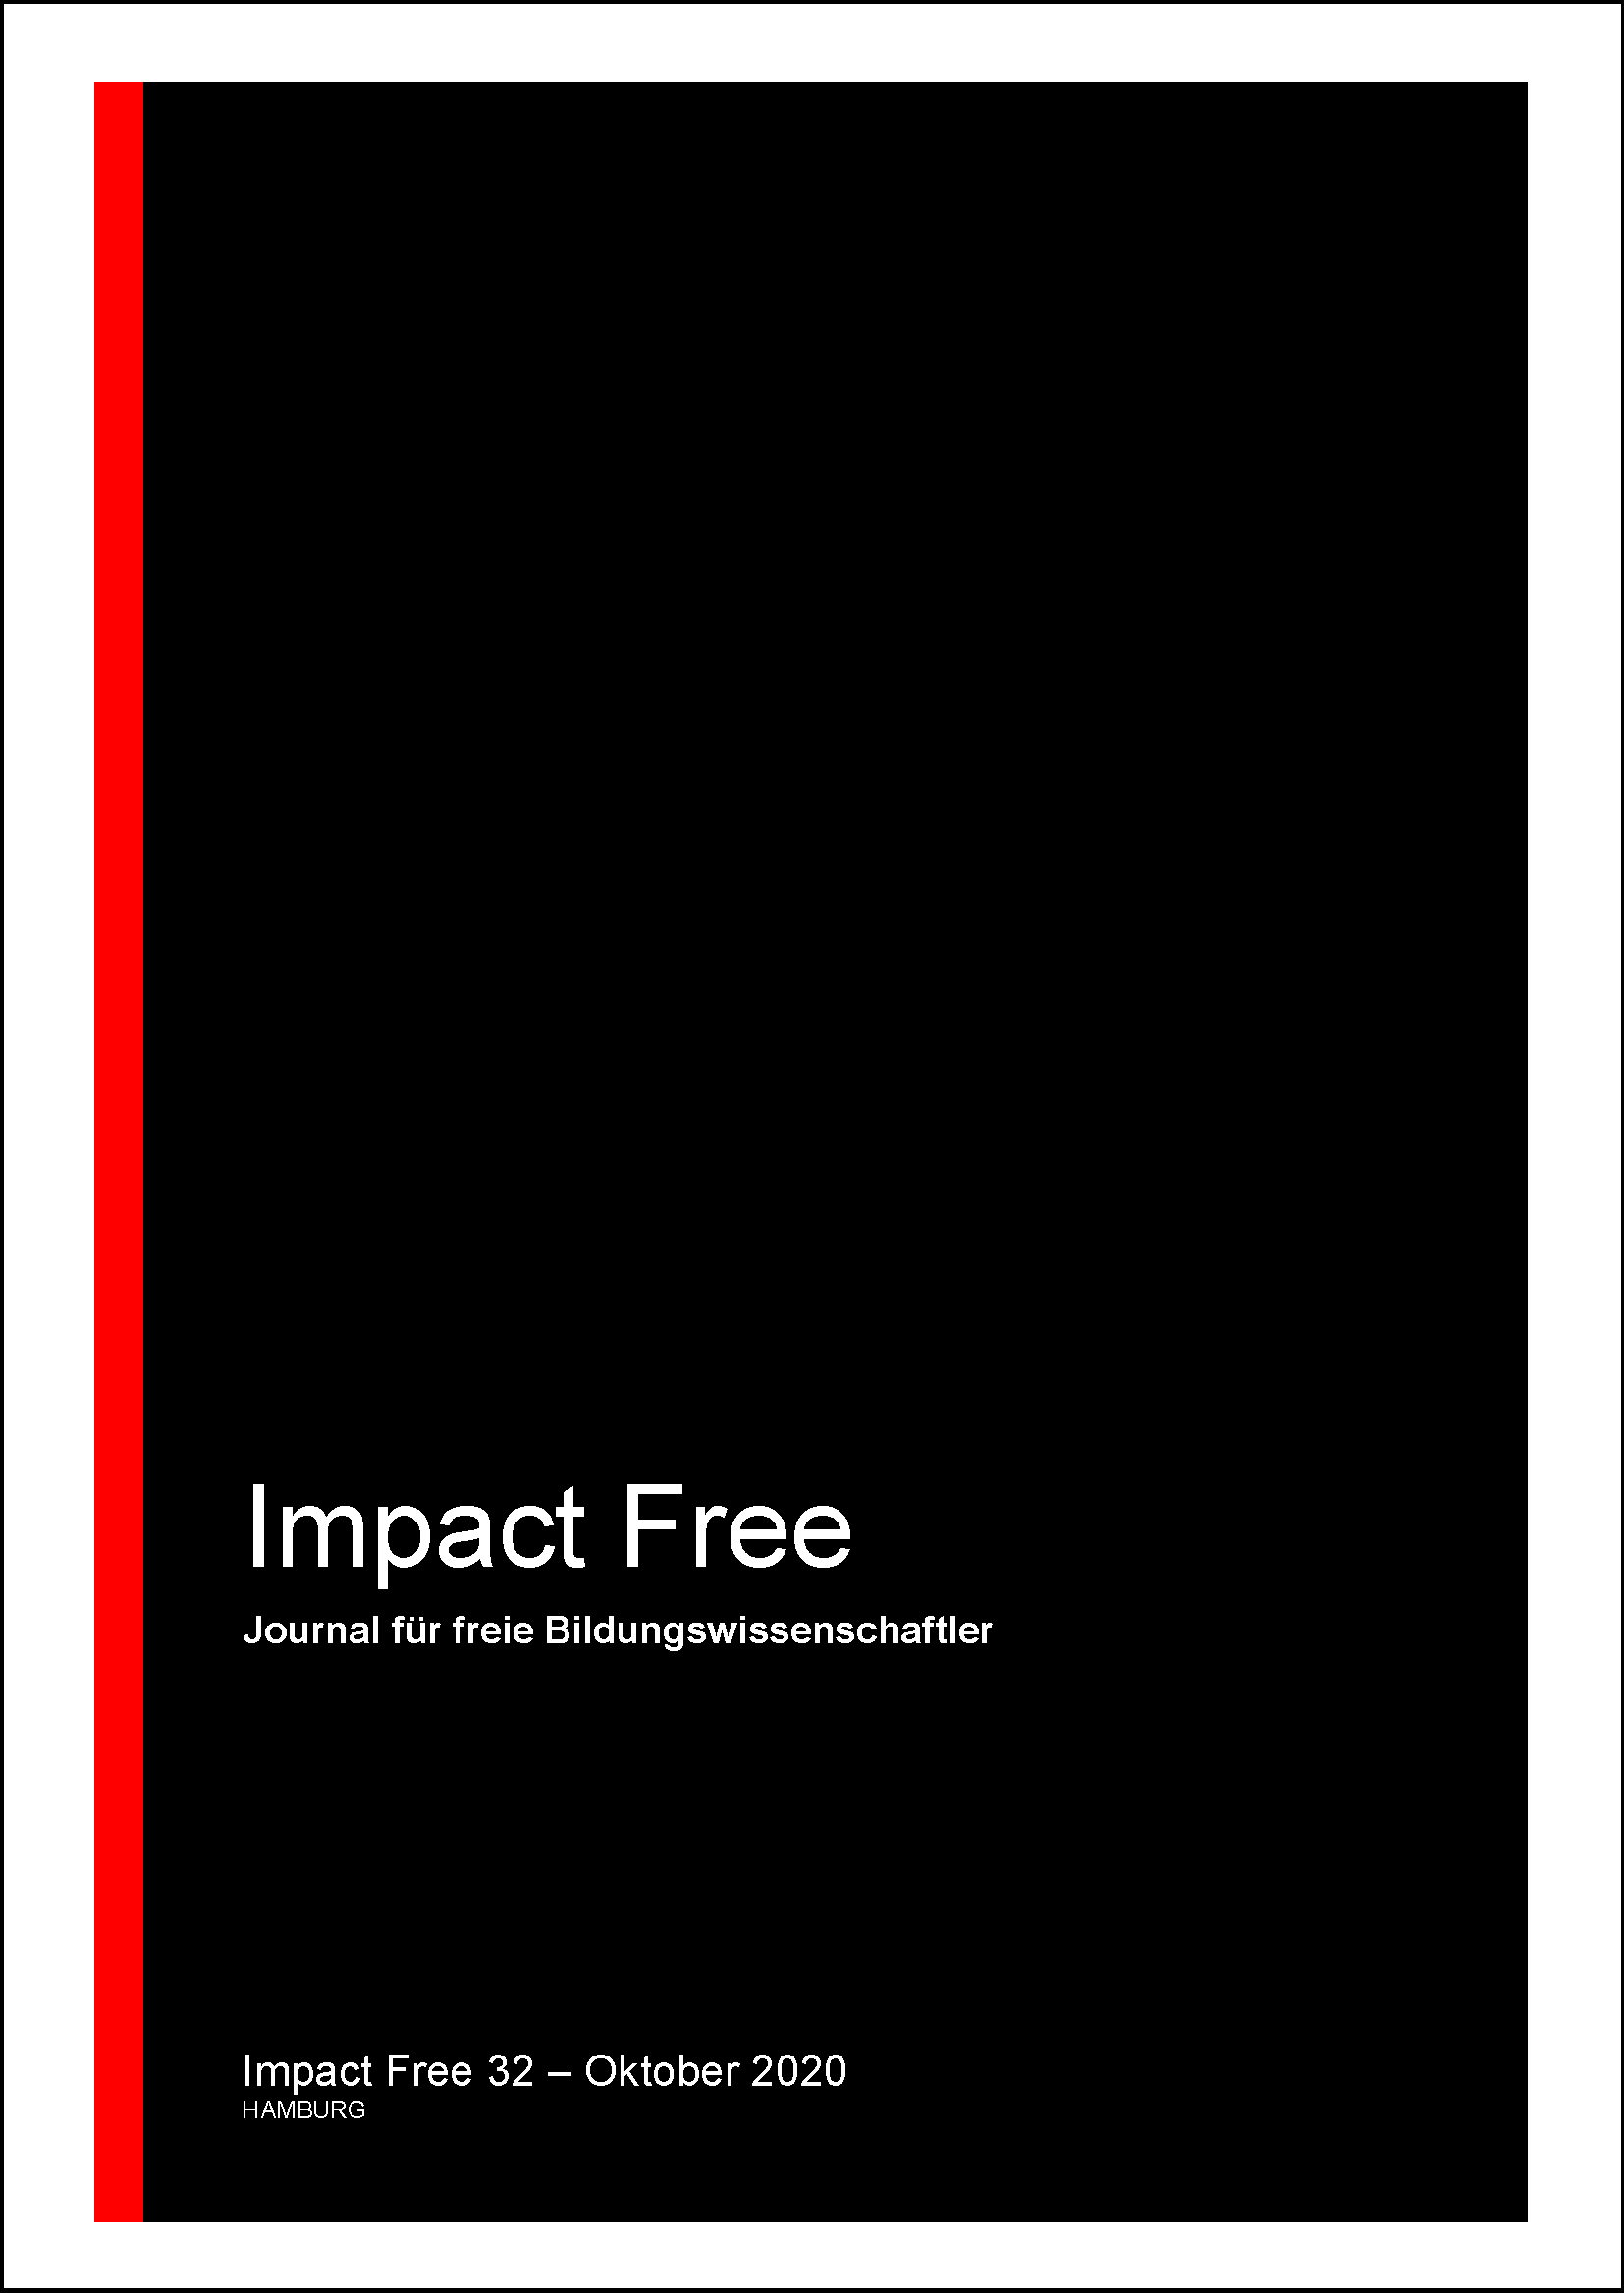 Impact Free
Journal für freie Bildungswissenschaftler
Impact Free 32 – Oktober 2020
HAMBURG